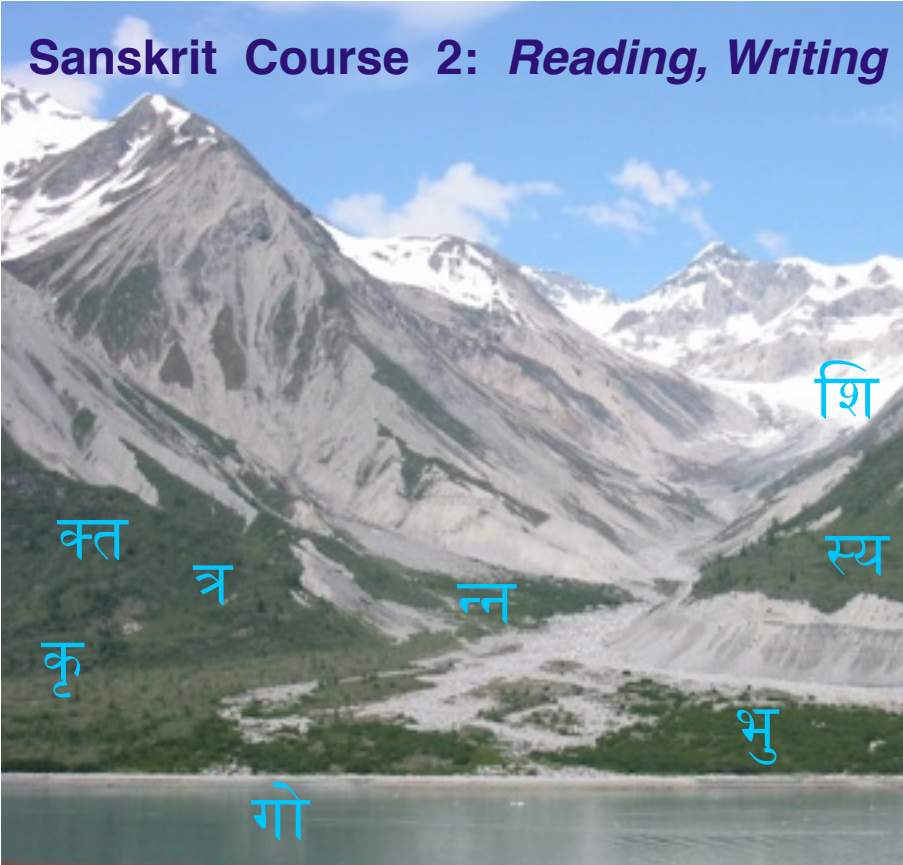 Sanskrit Course 2: Reading, Writing
शि
क्त
स्य
त्र
न्न
कृ
भु
गो